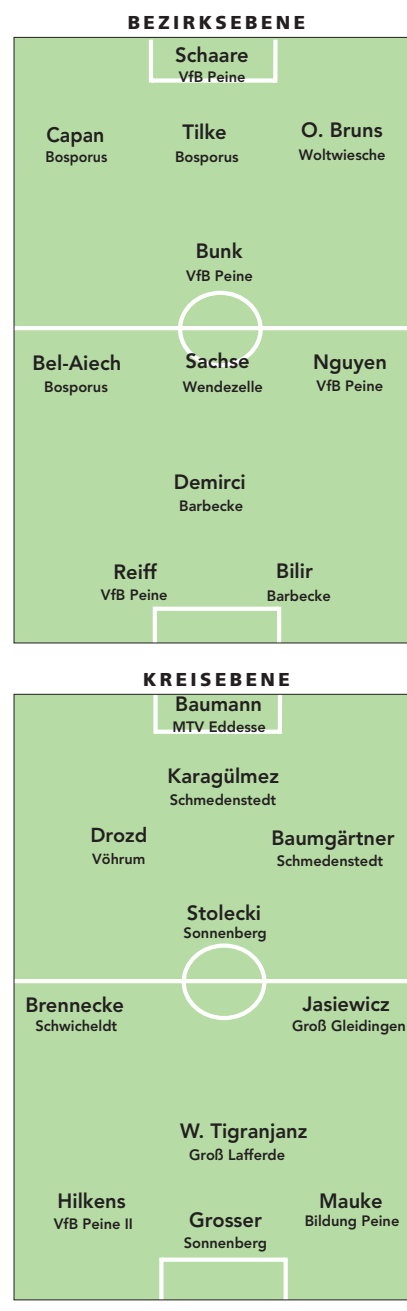 BEZIRKSEBENE
Schaare
VfB Peine
Capan
Bosporus
Tilke
Bosporus
O. Bruns
Woltwiesche
Bunk
VfB Peine
Bel-Aiech
Bosporus
Sachse
Wendezelle
Nguyen
VfB Peine
Demirci
Barbecke
Reiff
VfB Peine
Bilir
Barbecke
KREISEBENE
Baumann
MTV Eddesse
Karagülmez
Schmedenstedt
Drozd
Vöhrum
Baumgärtner
Schmedenstedt
Stolecki
Sonnenberg
Brennecke
Schwicheldt
Jasiewicz
Groß Gleidingen
W. Tigranjanz
Groß Lafferde
Hilkens
VfB Peine II
Grosser
Sonnenberg
Mauke
Bildung Peine